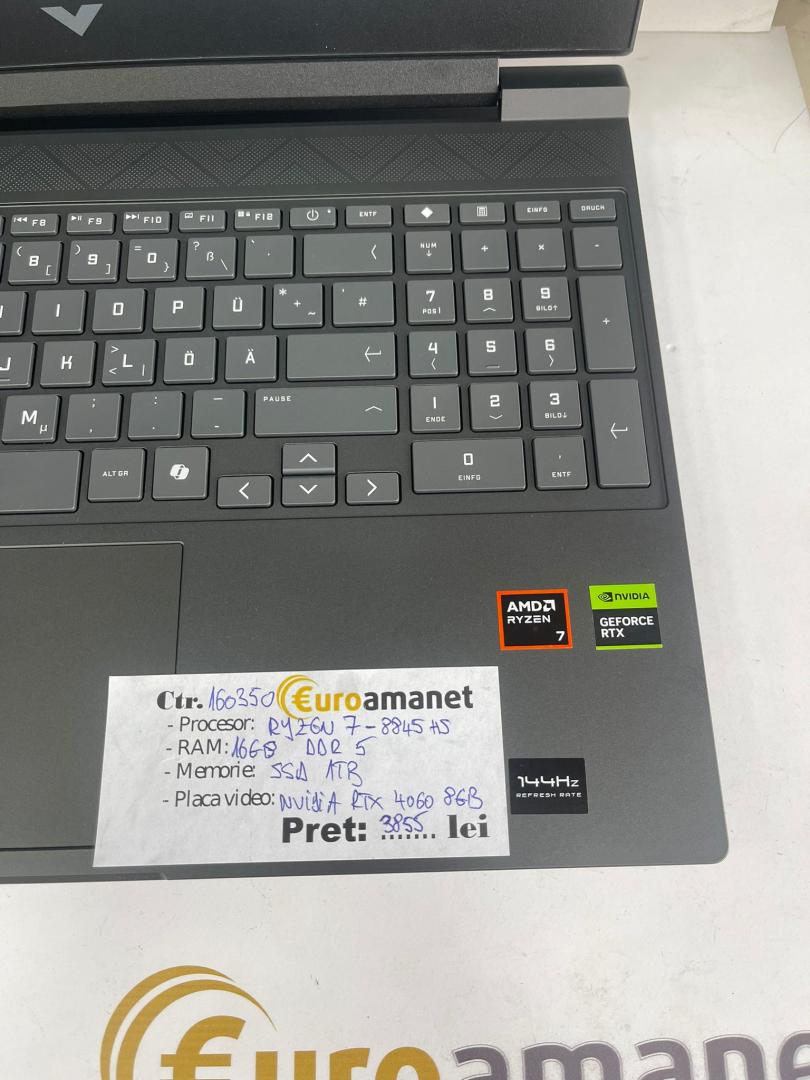 F8 F9 F10 F11 F12 ENTF EINFG DRUCK
( 8 [ ) 9 ] = 0 } ? ß \ ` ´ NUM + * -
I O P Ü * + ~ ' # 7 POS1 8 9 BILD↑ +
J K > L < | Ö Ä 4 5 6
M µ ; , : . _ - PAUSE 1 ENDE 2 3 BILD↓
ALT GR 0 EINFG , ENTF
AMD RYZEN 7
NVIDIA GEFORCE RTX
Ctr. 160350 €uroamanet
- Procesor: RYZEN 7 - 8845 HS
- RAM: 16GB DDR 5
- Memorie: SSD 1TB
- Placa video: NVidiA RTX 4060 8GB
Pret: 3855 lei
144Hz
REFRESH RATE
€uroamanet